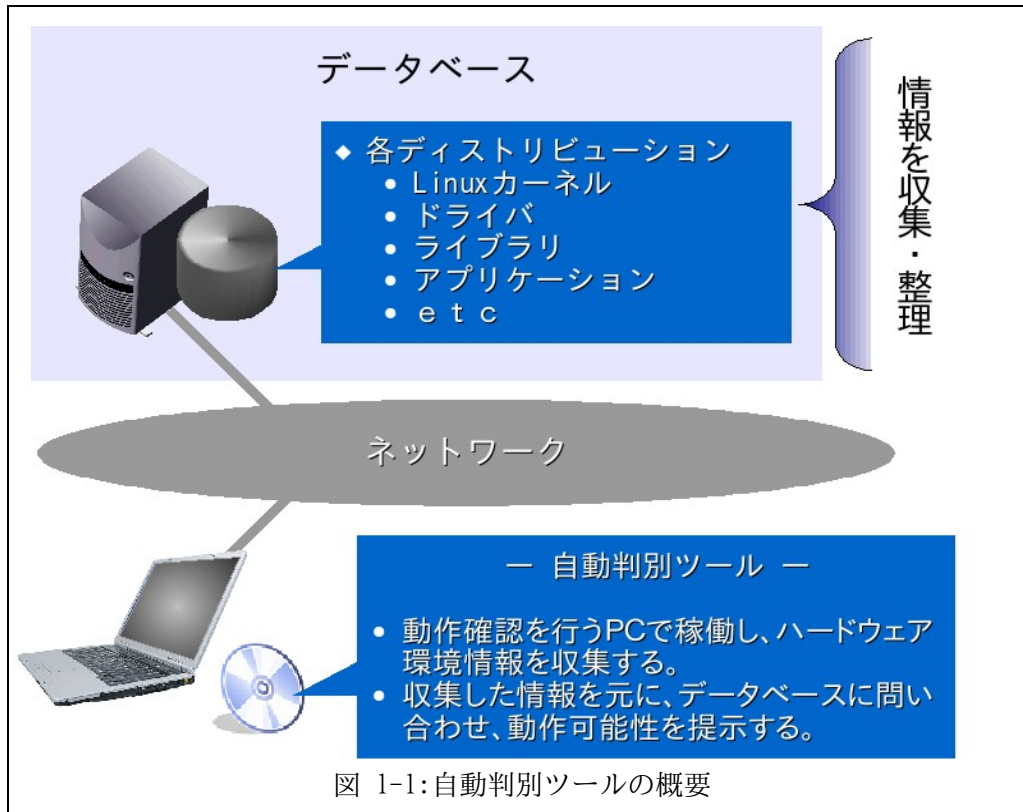 データベース
◆ 各ディストリビューション
• Linuxカーネル
• ドライバ
• ライブラリ
• アプリケーション
• ｅｔｃ
情報を収集・整理
ネットワーク
― 自動判別ツール ―
• 動作確認を行うPCで稼働し、ハードウェア
環境情報を収集する。
• 収集した情報を元に、データベースに問い
合わせ、動作可能性を提示する。
図 1-1:自動判別ツールの概要